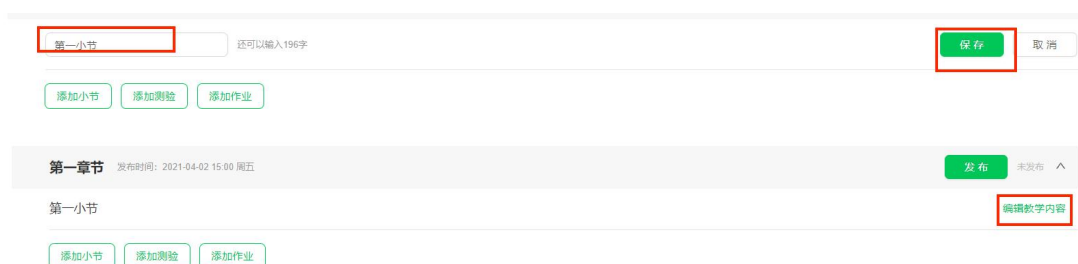 第一小节 还可以输入196字 保存 取消
添加小节 添加测验 添加作业
第一章节 发布时间：2021-04-02 15:00 周五 发布 未发布
第一小节 编辑教学内容
添加小节 添加测验 添加作业